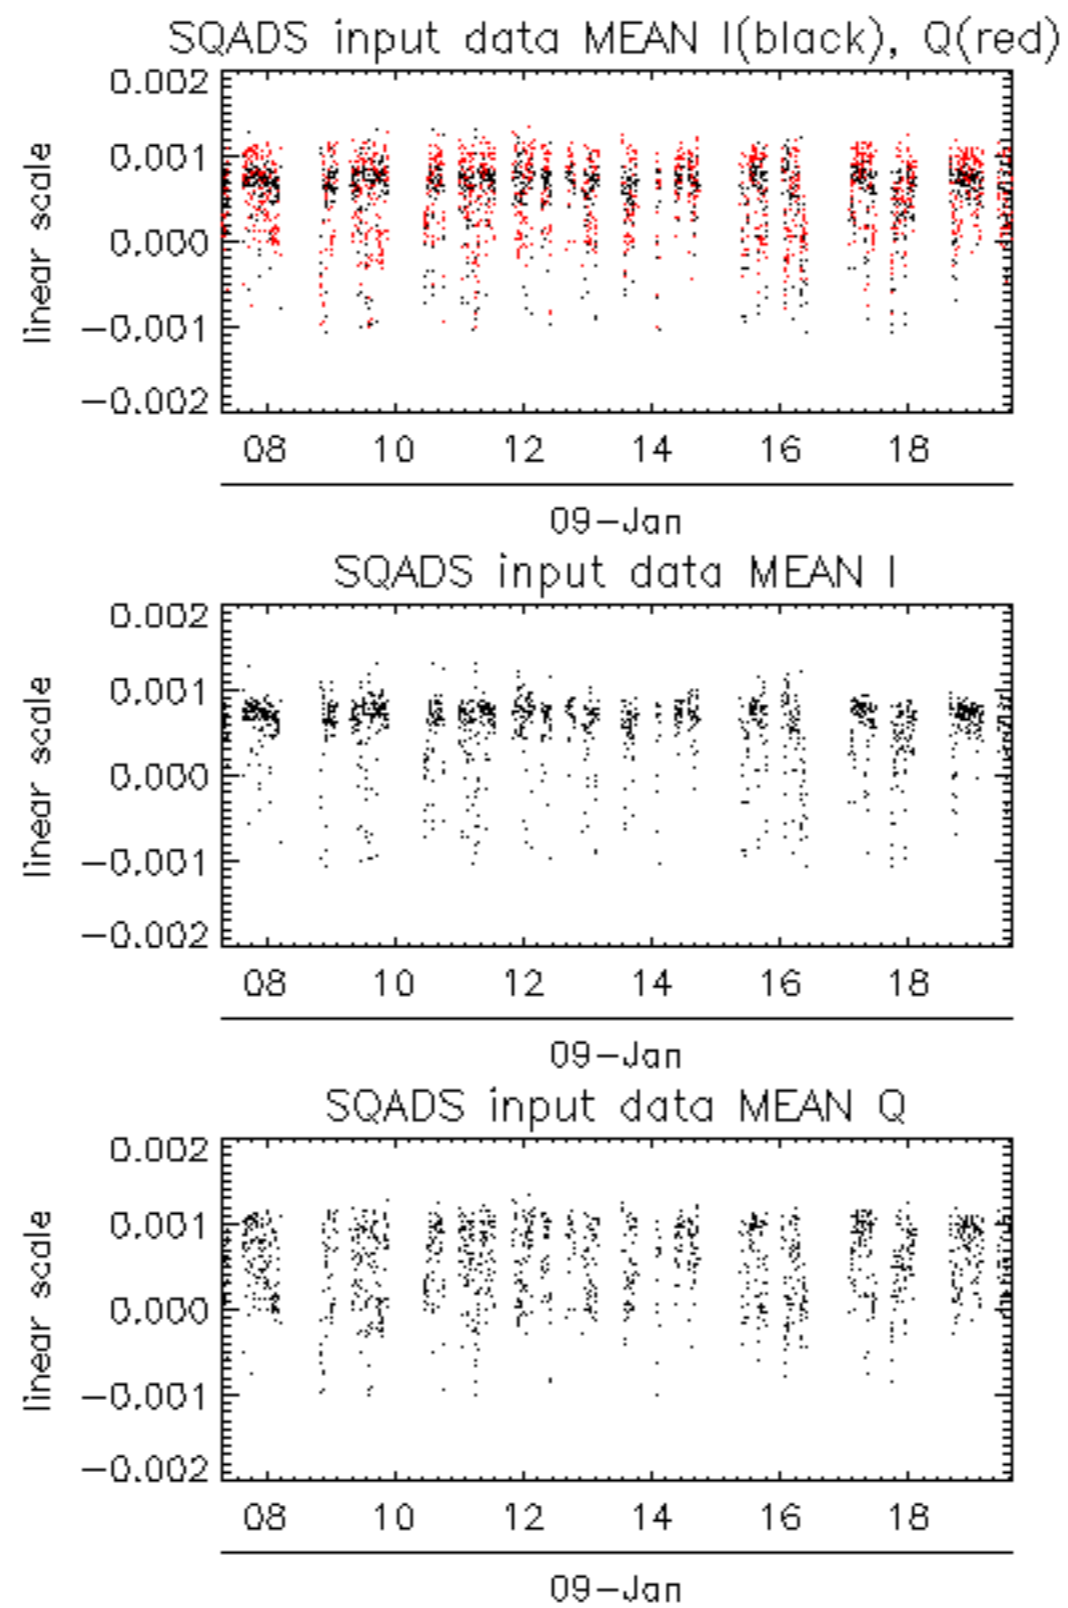 SQADS input data MEAN I(black), Q(red)
0.002
0.001
0.000
−0.001
−0.002
linear scale
08 10 12 14 16 18
09−Jan
SQADS input data MEAN I
0.002
0.001
0.000
−0.001
−0.002
linear scale
08 10 12 14 16 18
09−Jan
SQADS input data MEAN Q
0.002
0.001
0.000
−0.001
−0.002
linear scale
08 10 12 14 16 18
09−Jan